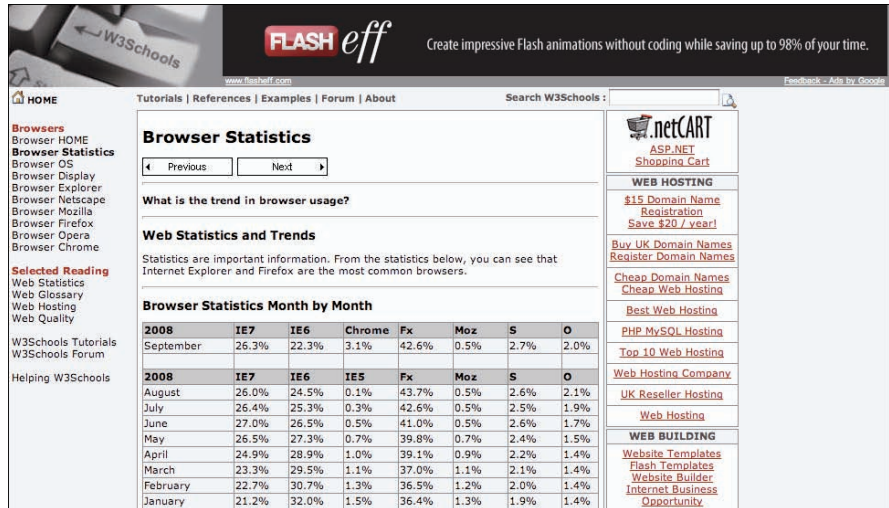 W3Schools
FLASH eff
Create impressive Flash animations without coding while saving up to 98% of your time.
www.flasheff.com
Feedback - Ads by Google
HOME
Tutorials | References | Examples | Forum | About
Search W3Schools :
Browsers
Browser HOME
Browser Statistics
Browser OS
Browser Display
Browser Explorer
Browser Netscape
Browser Mozilla
Browser Firefox
Browser Opera
Browser Chrome
Selected Reading
Web Statistics
Web Glossary
Web Hosting
Web Quality
W3Schools Tutorials
W3Schools Forum
Helping W3Schools
Browser Statistics
Previous Next
What is the trend in browser usage?
Web Statistics and Trends
Statistics are important information. From the statistics below, you can see that
Internet Explorer and Firefox are the most common browsers.
Browser Statistics Month by Month
2008 IE7 IE6 Chrome Fx Moz S O
September 26.3% 22.3% 3.1% 42.6% 0.5% 2.7% 2.0%
2008 IE7 IE6 IE5 Fx Moz S O
August 26.0% 24.5% 0.1% 43.7% 0.5% 2.6% 2.1%
July 26.4% 25.3% 0.3% 42.6% 0.5% 2.5% 1.9%
June 27.0% 26.5% 0.5% 41.0% 0.5% 2.6% 1.7%
May 26.5% 27.3% 0.7% 39.8% 0.7% 2.4% 1.5%
April 24.9% 28.9% 1.0% 39.1% 0.9% 2.2% 1.4%
March 23.3% 29.5% 1.1% 37.0% 1.1% 2.1% 1.4%
February 22.7% 30.7% 1.3% 36.5% 1.2% 2.0% 1.4%
January 21.2% 32.0% 1.5% 36.4% 1.3% 1.9% 1.4%
.netCART
ASP.NET
Shopping Cart
WEB HOSTING
$15 Domain Name
Registration
Save $20 / year!
Buy UK Domain Names
Register Domain Names
Cheap Domain Names
Cheap Web Hosting
Best Web Hosting
PHP MySQL Hosting
Top 10 Web Hosting
Web Hosting Company
UK Reseller Hosting
Web Hosting
WEB BUILDING
Website Templates
Flash Templates
Website Builder
Internet Business
Opportunity